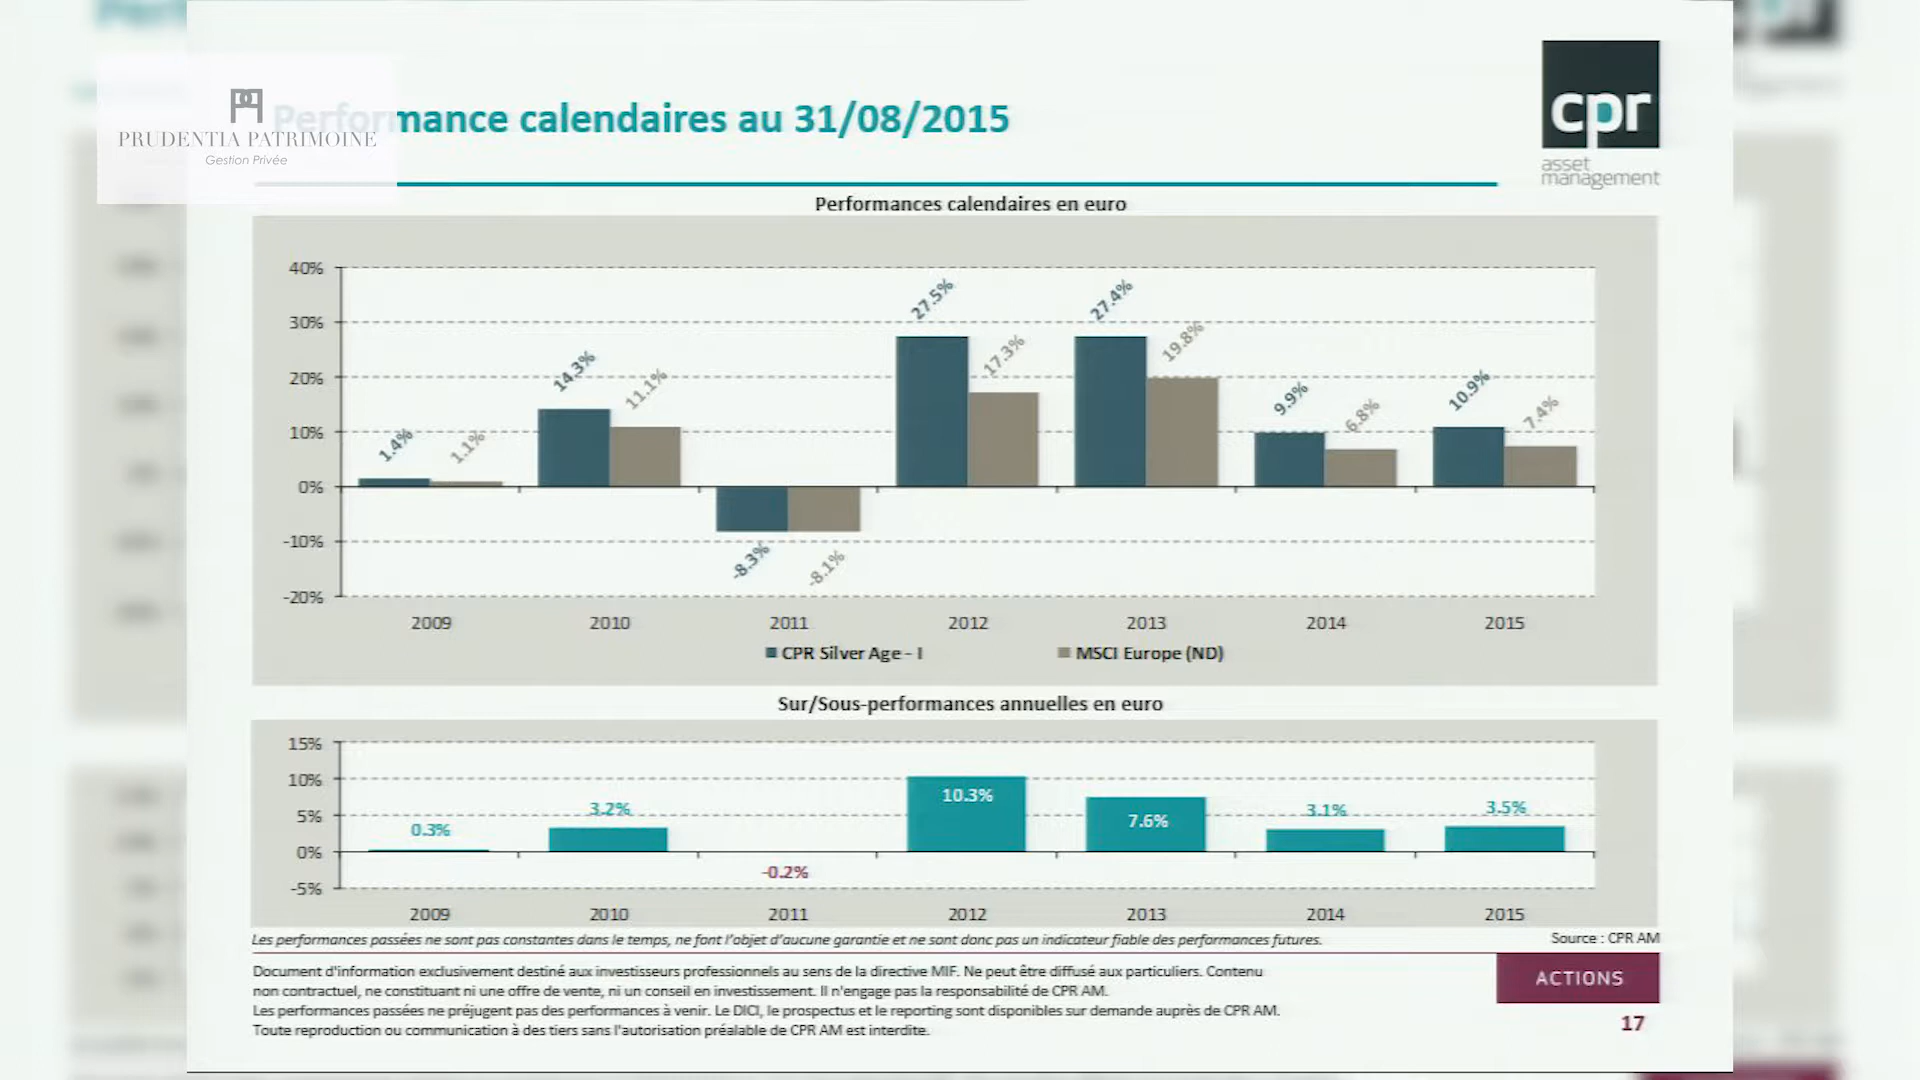 PRUDENTIA PATRIMOINE
Gestion Privée
Performance calendaires au 31/08/2015
cpr
asset
management
Performances calendaires en euro
40%
30%
20%
10%
0%
-10%
-20%
1.4%
1.1%
14.3%
11.1%
-8.3%
-8.1%
27.5%
17.3%
27.4%
19.8%
9.9%
6.8%
10.9%
7.4%
2009 2010 2011 2012 2013 2014 2015
CPR Silver Age - I MSCI Europe (ND)
Sur/Sous-performances annuelles en euro
15%
10%
5%
0%
-5%
0.3% 3.2% -0.2% 10.3% 7.6% 3.1% 3.5%
2009 2010 2011 2012 2013 2014 2015
Les performances passées ne sont pas constantes dans le temps, ne font l'objet d'aucune garantie et ne sont donc pas un indicateur fiable des performances futures.
Source : CPR AM
Document d'information exclusivement destiné aux investisseurs professionnels au sens de la directive MIF. Ne peut être diffusé aux particuliers. Contenu
non contractuel, ne constituant ni une offre de vente, ni un conseil en investissement. Il n'engage pas la responsabilité de CPR AM.
Les performances passées ne préjugent pas des performances à venir. Le DICI, le prospectus et le reporting sont disponibles sur demande auprès de CPR AM.
Toute reproduction ou communication à des tiers sans l'autorisation préalable de CPR AM est interdite.
ACTIONS
17